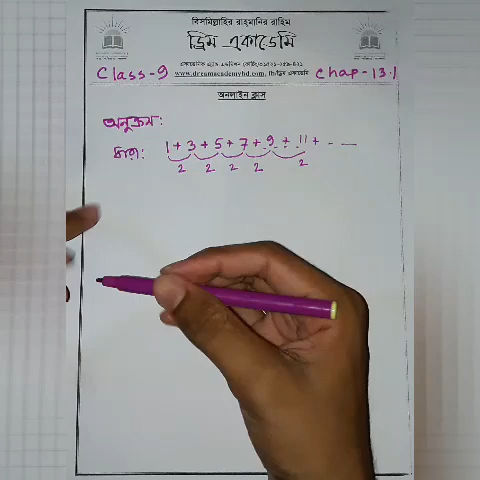 বিসমিল্লাহির রাহমানির রাহিম
ড্রিম একাডেমি
www.dreamacademybd.com,
Class-9
Chap-13.1
অনলাইন ক্লাস
অনুক্রম:
ধারা: 1+3+5+7+9+11+ - —
2 2 2 2 2